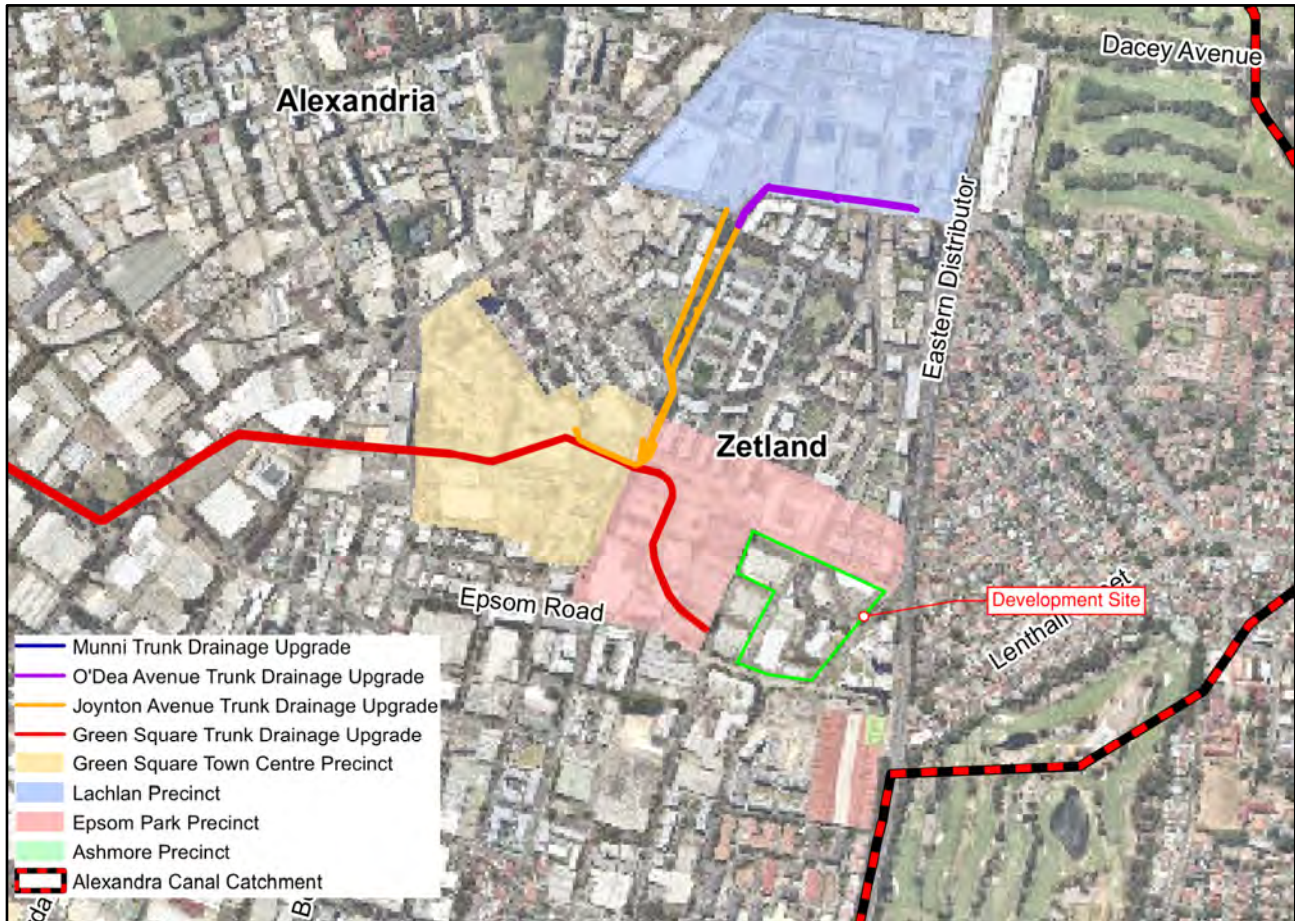 Dacey Avenue
Alexandria
Eastern Distributor
Zetland
Development Site
Epsom Road
Munni Trunk Drainage Upgrade
O'Dea Avenue Trunk Drainage Upgrade
Joynton Avenue Trunk Drainage Upgrade
Green Square Trunk Drainage Upgrade
Green Square Town Centre Precinct
Lachlan Precinct
Epsom Park Precinct
Ashmore Precinct
Alexandra Canal Catchment